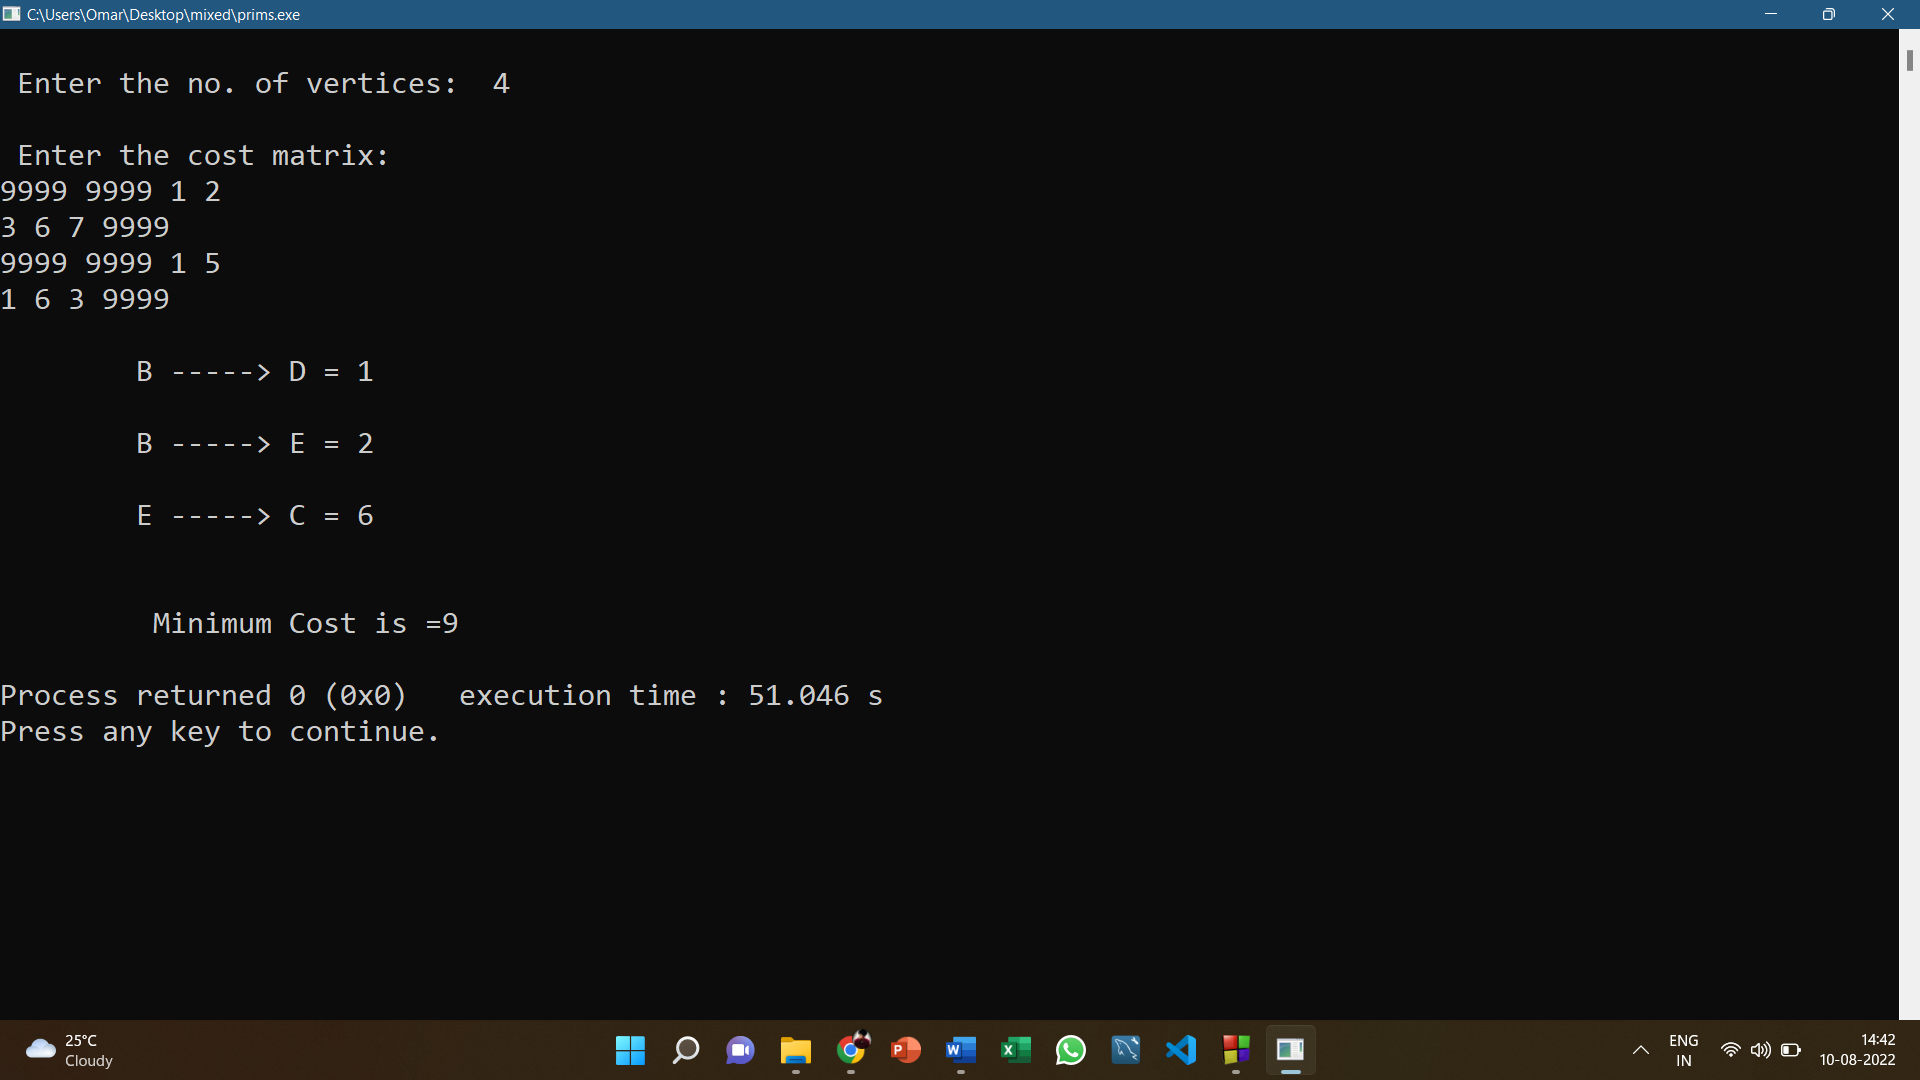 C:\Users\Omar\Desktop\mixed\prims.exe
Enter the no. of vertices:  4
Enter the cost matrix:
9999 9999 1 2
3 6 7 9999
9999 9999 1 5
1 6 3 9999
B -----> D = 1
B -----> E = 2
E -----> C = 6
Minimum Cost is =9
Process returned 0 (0x0)   execution time : 51.046 s
Press any key to continue.
25°C
Cloudy
ENG
IN
14:42
10-08-2022